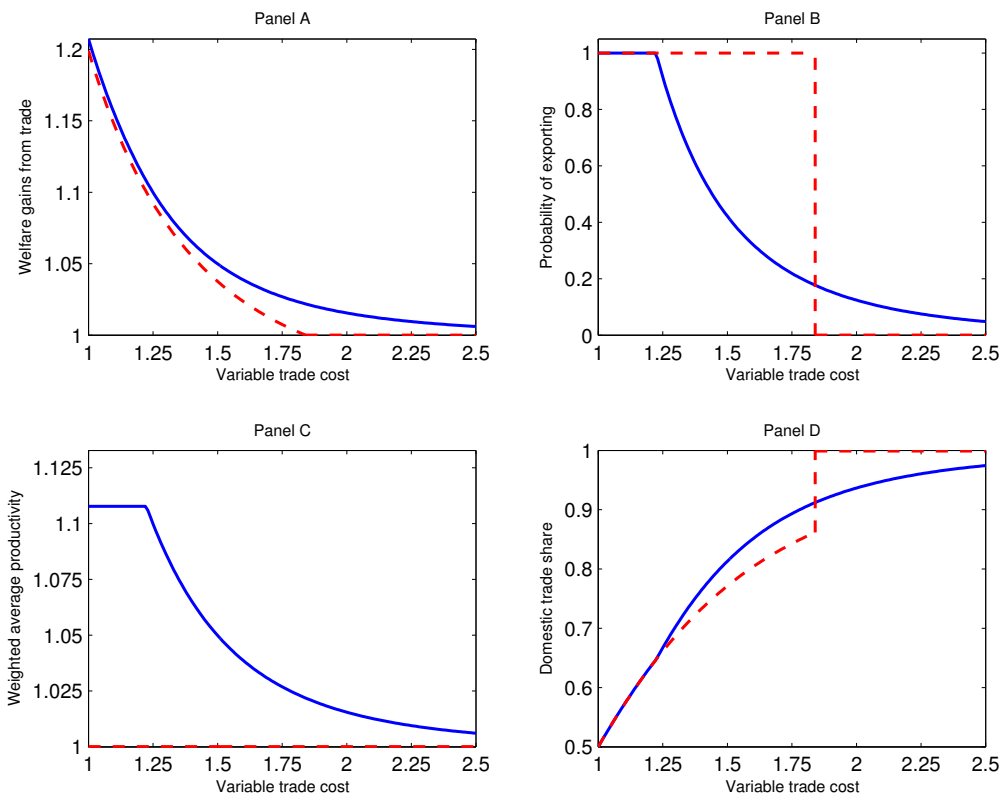 Panel A
Welfare gains from trade
1.2
1.15
1.1
1.05
1
1 1.25 1.5 1.75 2 2.25 2.5
Variable trade cost
Panel B
Probability of exporting
1
0.8
0.6
0.4
0.2
0
1 1.25 1.5 1.75 2 2.25 2.5
Variable trade cost
Panel C
Weighted average productivity
1.125
1.1
1.075
1.05
1.025
1
1 1.25 1.5 1.75 2 2.25 2.5
Variable trade cost
Panel D
Domestic trade share
1
0.9
0.8
0.7
0.6
0.5
1 1.25 1.5 1.75 2 2.25 2.5
Variable trade cost